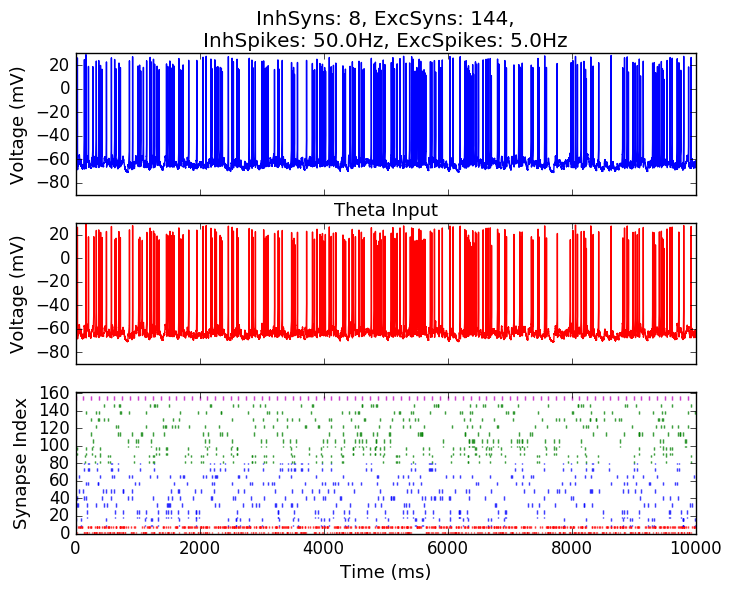 InhSyns: 8, ExcSyns: 144,
InhSpikes: 50.0Hz, ExcSpikes: 5.0Hz
20
0
−20
−40
−60
−80
Voltage (mV)
Theta Input
20
0
−20
−40
−60
−80
Voltage (mV)
160
140
120
100
80
60
40
20
0
Synapse Index
0 2000 4000 6000 8000 10000
Time (ms)